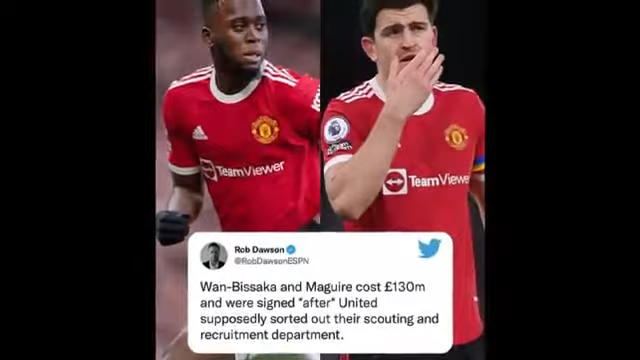 TeamViewer
TeamViewer
Rob Dawson
@RobDawsonESPN
Wan-Bissaka and Maguire cost £130m
and were signed *after* United
supposedly sorted out their scouting and
recruitment department.